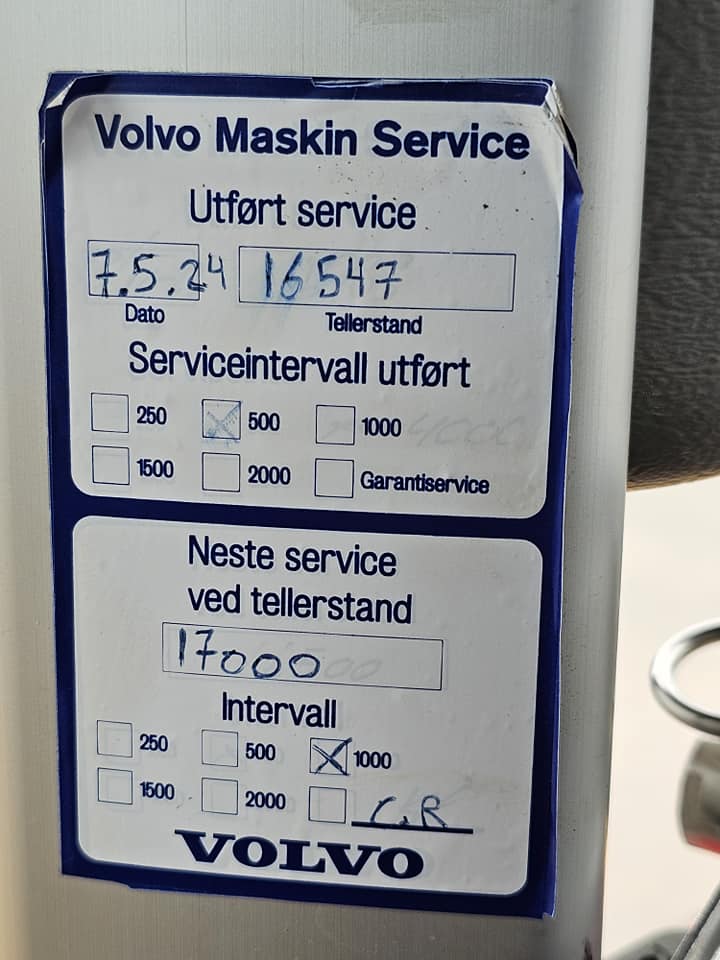 Volvo Maskin Service
Utført service
7.5.24 16547
Dato Tellerstand
Serviceintervall utført
250 500 1000 4000
1500 2000 Garantiservice
Neste service
ved tellerstand
17000
Intervall
250 500 1000
1500 2000 C.R
VOLVO